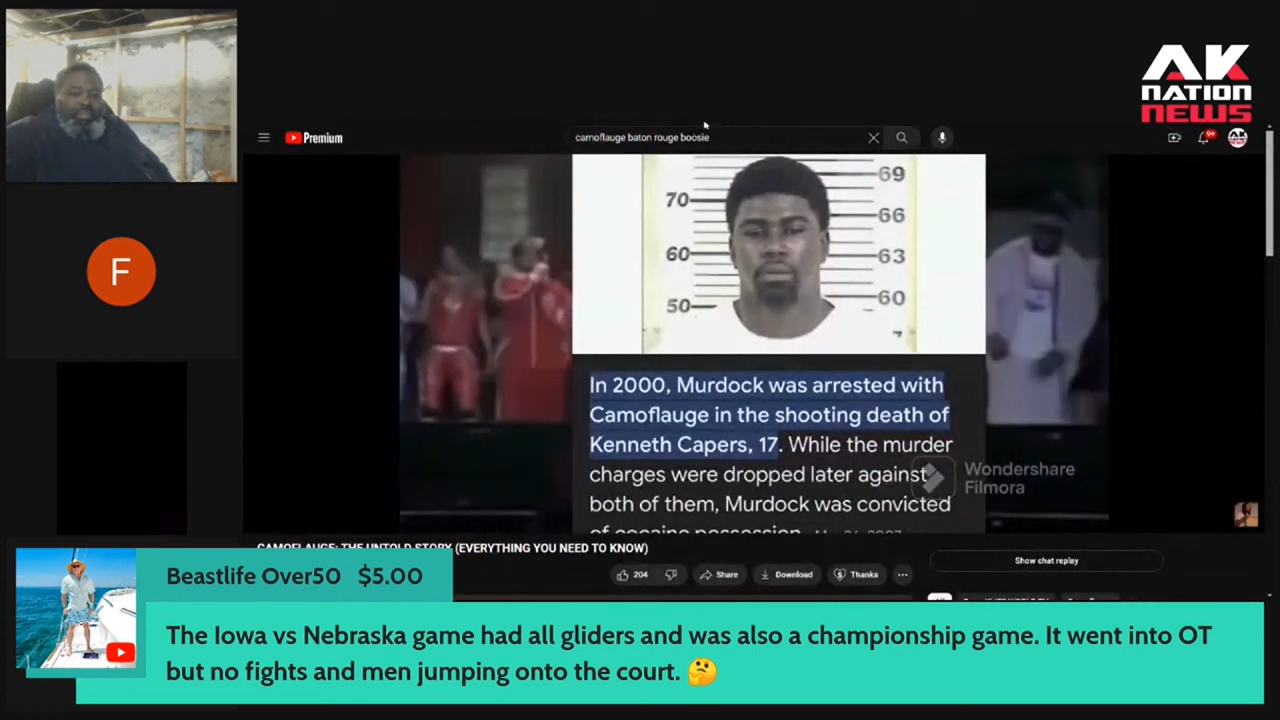 AK
NATION
NEWS
Premium
camoflauge baton rouge boosie
9+
70
60
50
69
66
63
60
In 2000, Murdock was arrested with
Camoflauge in the shooting death of
Kenneth Capers, 17. While the murder
charges were dropped later against
both of them, Murdock was convicted
of cocaine possession.
Wondershare
Filmora
F
CAMOFLAUGE: THE UNTOLD STORY (EVERYTHING YOU NEED TO KNOW)
204
Share
Download
Thanks
Show chat replay
Beastlife Over50 $5.00
The Iowa vs Nebraska game had all gliders and was also a championship game. It went into OT
but no fights and men jumping onto the court. 🤔